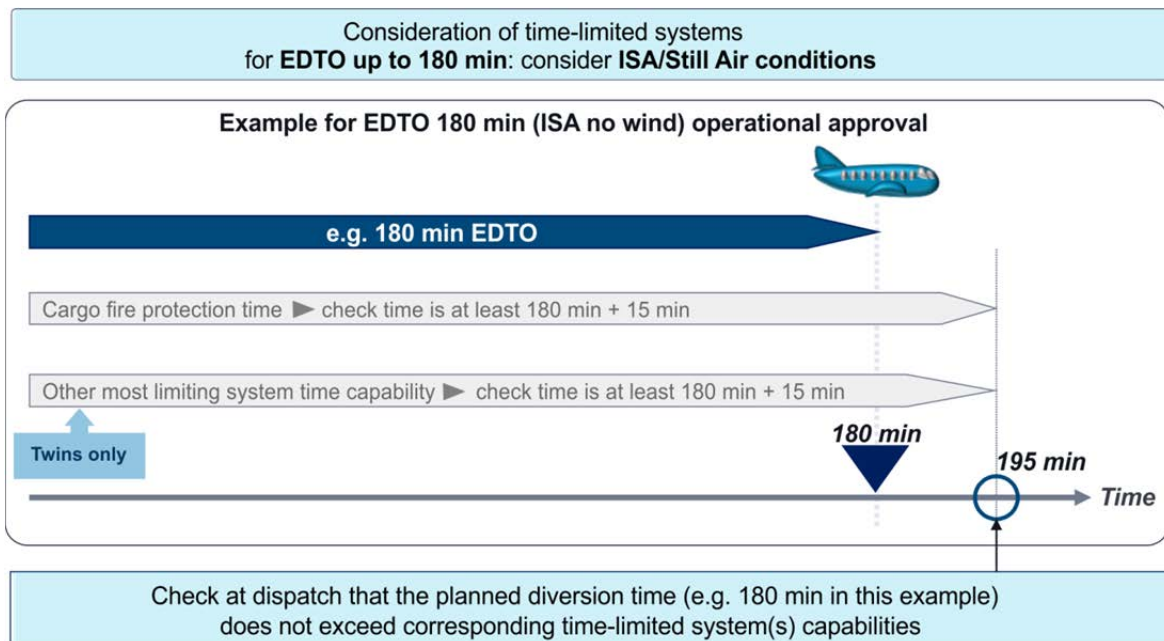 Consideration of time-limited systems
for EDTO up to 180 min: consider ISA/Still Air conditions
Example for EDTO 180 min (ISA no wind) operational approval
e.g. 180 min EDTO
Cargo fire protection time ► check time is at least 180 min + 15 min
Other most limiting system time capability ► check time is at least 180 min + 15 min
Twins only
180 min
195 min
Time
Check at dispatch that the planned diversion time (e.g. 180 min in this example)
does not exceed corresponding time-limited system(s) capabilities